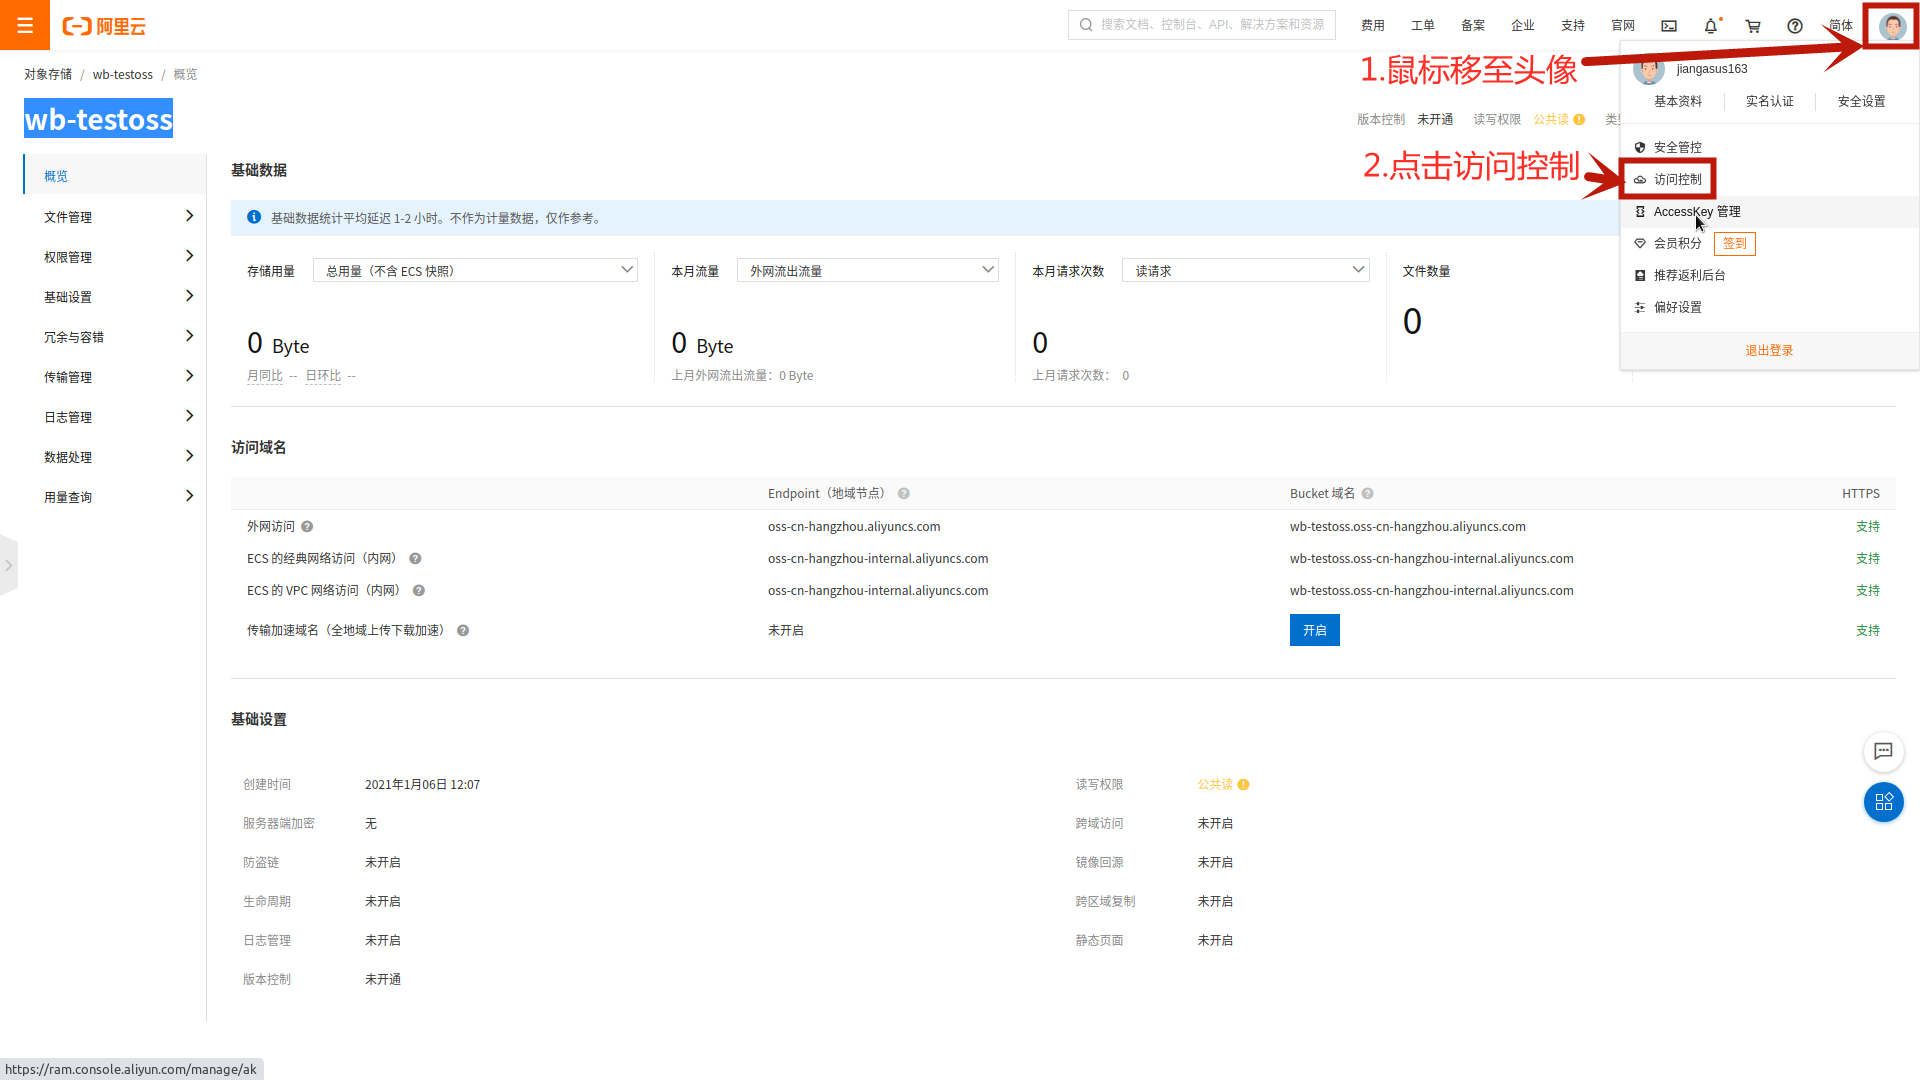 阿里云
搜索文档、控制台、API、解决方案和资源
费用 工单 备案 企业 支持 官网 简体
对象存储 / wb-testoss / 概览
1.鼠标移至头像
jiangasus163
基本资料 实名认证 安全设置
wb-testoss
版本控制 未开通 读写权限 公共读
安全管控
2.点击访问控制
访问控制
AccessKey 管理
会员积分 签到
推荐返利后台
偏好设置
退出登录
概览
文件管理
权限管理
基础设置
冗余与容错
传输管理
日志管理
数据处理
用量查询
基础数据
基础数据统计平均延迟 1-2 小时。不作为计量数据，仅作参考。
存储用量 总用量（不含 ECS 快照） 本月流量 外网流出流量 本月请求次数 读请求 文件数量
0 Byte 0 Byte 0 0
月同比 -- 日环比 -- 上月外网流出流量：0 Byte 上月请求次数： 0
访问域名
Endpoint（地域节点） Bucket 域名 HTTPS
外网访问 oss-cn-hangzhou.aliyuncs.com wb-testoss.oss-cn-hangzhou.aliyuncs.com 支持
ECS 的经典网络访问（内网） oss-cn-hangzhou-internal.aliyuncs.com wb-testoss.oss-cn-hangzhou-internal.aliyuncs.com 支持
ECS 的 VPC 网络访问（内网） oss-cn-hangzhou-internal.aliyuncs.com wb-testoss.oss-cn-hangzhou-internal.aliyuncs.com 支持
传输加速域名（全地域上传下载加速） 未开启 开启 支持
基础设置
创建时间 2021年1月06日 12:07 读写权限 公共读
服务器端加密 无 跨域访问 未开启
防盗链 未开启 镜像回源 未开启
生命周期 未开启 跨区域复制 未开启
日志管理 未开启 静态页面 未开启
版本控制 未开通
https://ram.console.aliyun.com/manage/ak